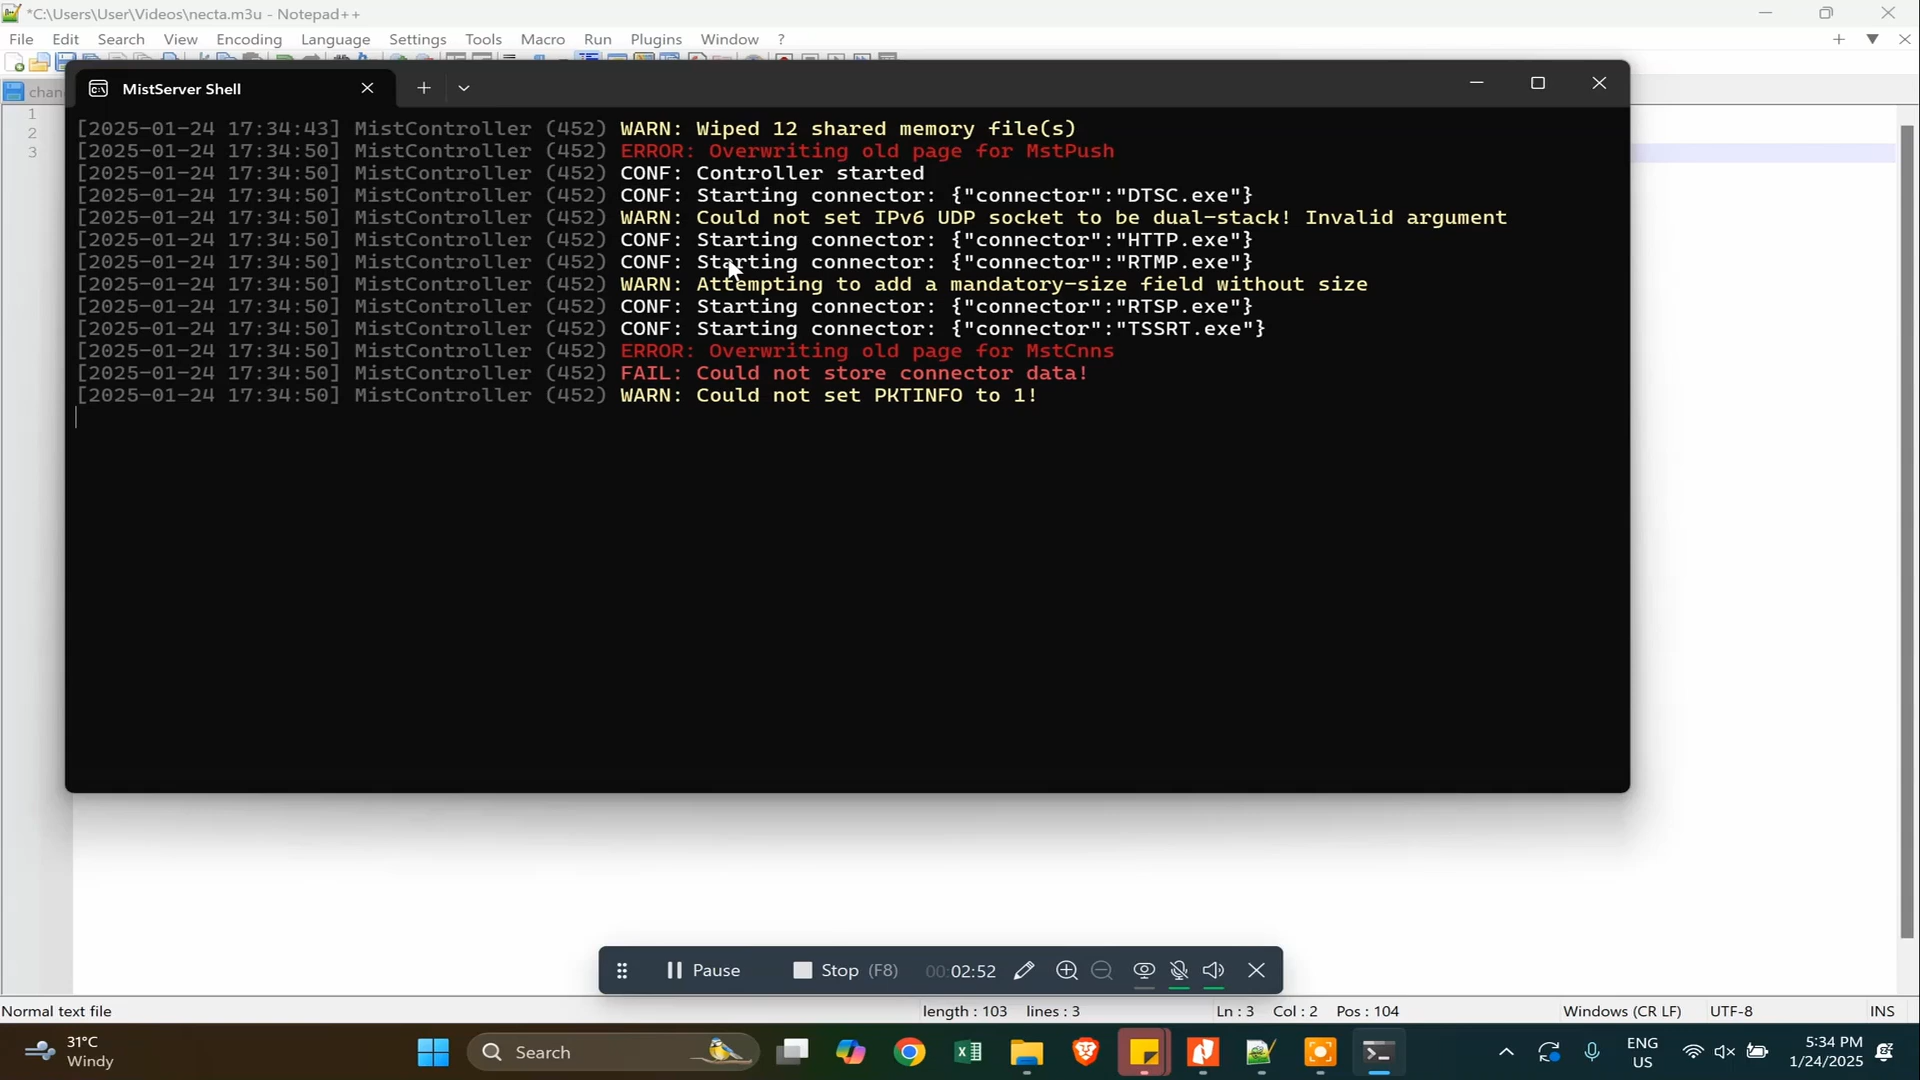 *C:\Users\User\Videos\necta.m3u - Notepad++
File Edit Search View Encoding Language Settings Tools Macro Run Plugins Window ?
MistServer Shell
chan
1
2
3
[2025-01-24 17:34:43] MistController (452) WARN: Wiped 12 shared memory file(s)
[2025-01-24 17:34:50] MistController (452) ERROR: Overwriting old page for MstPush
[2025-01-24 17:34:50] MistController (452) CONF: Controller started
[2025-01-24 17:34:50] MistController (452) CONF: Starting connector: {"connector":"DTSC.exe"}
[2025-01-24 17:34:50] MistController (452) WARN: Could not set IPv6 UDP socket to be dual-stack! Invalid argument
[2025-01-24 17:34:50] MistController (452) CONF: Starting connector: {"connector":"HTTP.exe"}
[2025-01-24 17:34:50] MistController (452) CONF: Starting connector: {"connector":"RTMP.exe"}
[2025-01-24 17:34:50] MistController (452) WARN: Attempting to add a mandatory-size field without size
[2025-01-24 17:34:50] MistController (452) CONF: Starting connector: {"connector":"RTSP.exe"}
[2025-01-24 17:34:50] MistController (452) CONF: Starting connector: {"connector":"TSSRT.exe"}
[2025-01-24 17:34:50] MistController (452) ERROR: Overwriting old page for MstCnns
[2025-01-24 17:34:50] MistController (452) FAIL: Could not store connector data!
[2025-01-24 17:34:50] MistController (452) WARN: Could not set PKTINFO to 1!
Pause Stop (F8) 00:02:52
Normal text file length : 103 lines : 3 Ln : 3 Col : 2 Pos : 104 Windows (CR LF) UTF-8 INS
31°C
Windy
Search
ENG
US
5:34 PM
1/24/2025